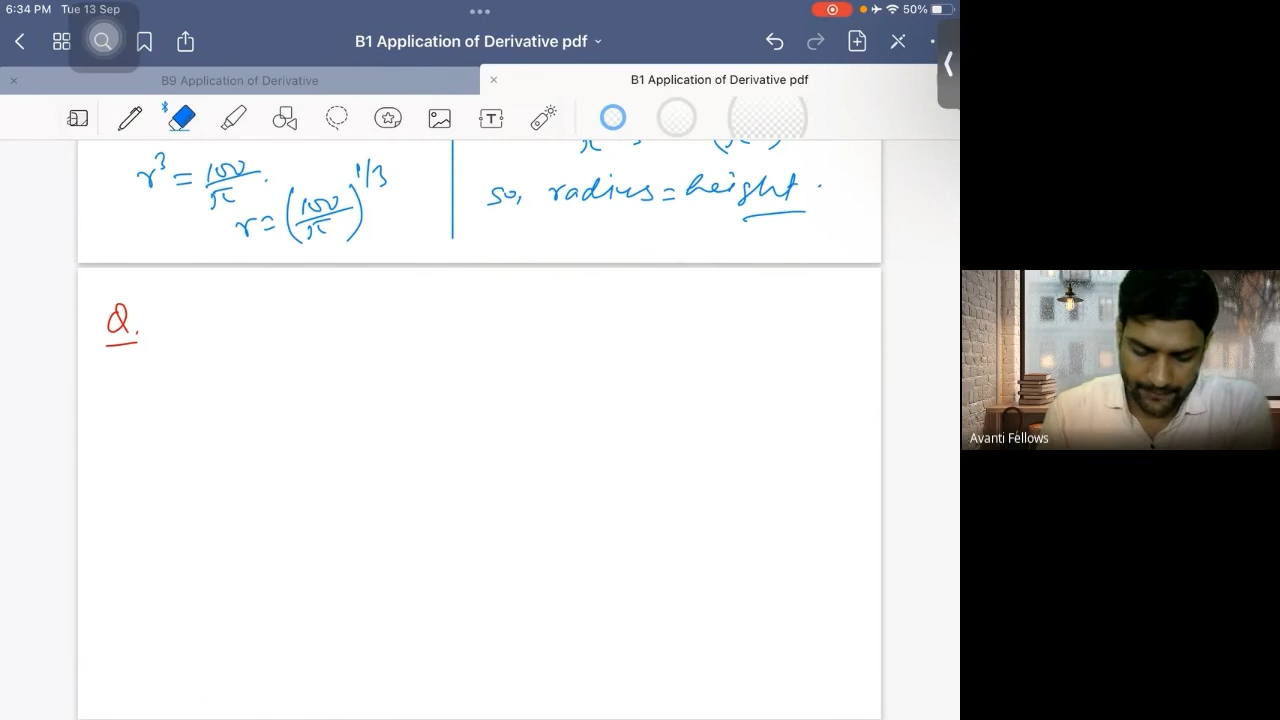 6:34 PM Tue 13 Sep
50%
B1 Application of Derivative pdf
B9 Application of Derivative
B1 Application of Derivative pdf
T
r³ = 100/π.
r = (100/π)^1/3
so, radius = height.
Q.
Avanti Fellows